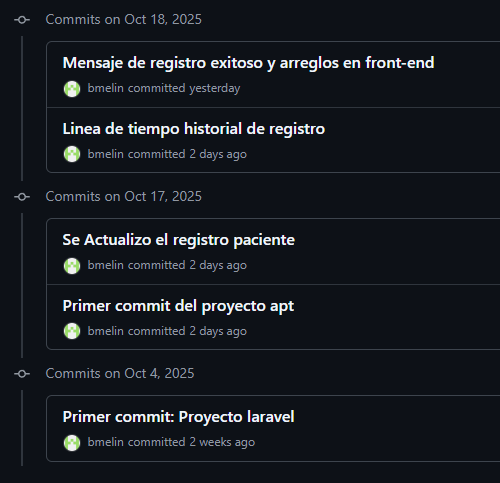 Commits on Oct 18, 2025
Mensaje de registro exitoso y arreglos en front-end
bmelin committed yesterday
Linea de tiempo historial de registro
bmelin committed 2 days ago
Commits on Oct 17, 2025
Se Actualizo el registro paciente
bmelin committed 2 days ago
Primer commit del proyecto apt
bmelin committed 2 days ago
Commits on Oct 4, 2025
Primer commit: Proyecto laravel
bmelin committed 2 weeks ago